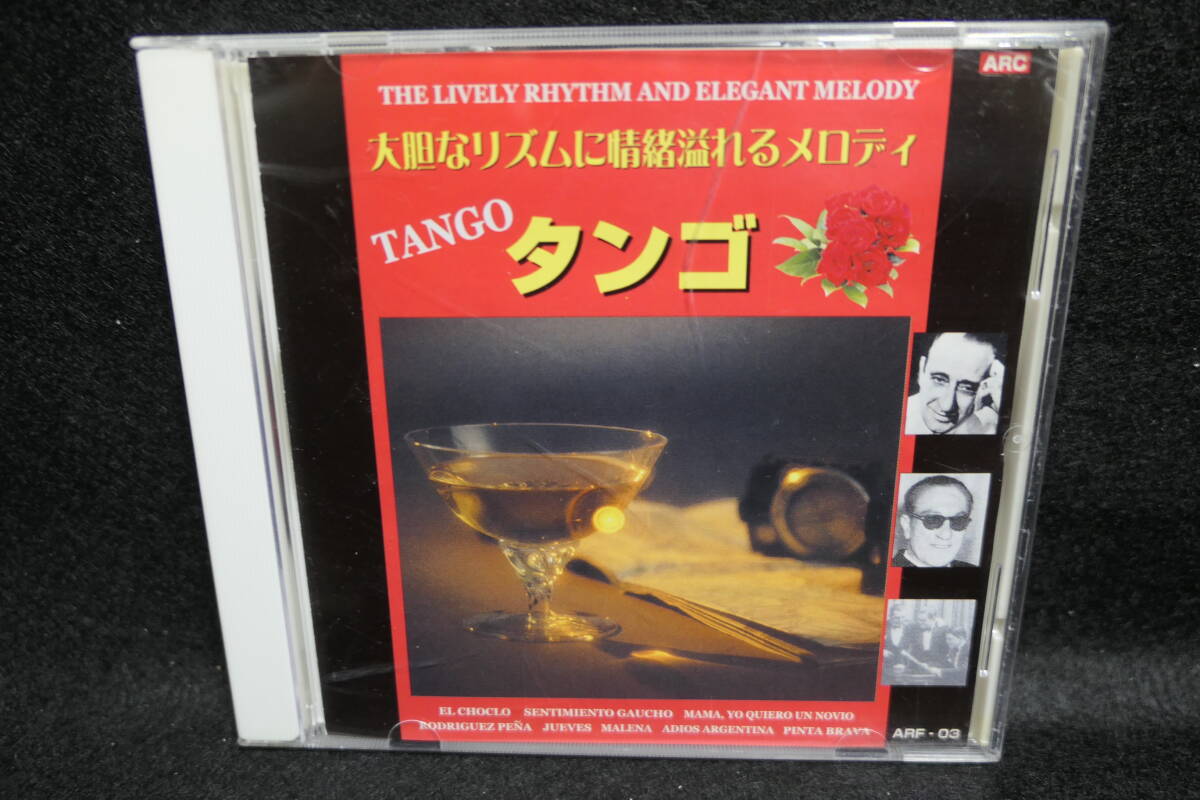 ARC
THE LIVELY RHYTHM AND ELEGANT MELODY
大胆なリズムに情緒溢れるメロディ
TANGO
タンゴ
EL CHOCLO SENTIMIENTO GAUCHO MAMA, YO QUIERO UN NOVIO
RODRIGUEZ PEÑA JUEVES MALENA ADIOS ARGENTINA PINTA BRAVA
ARF - 03